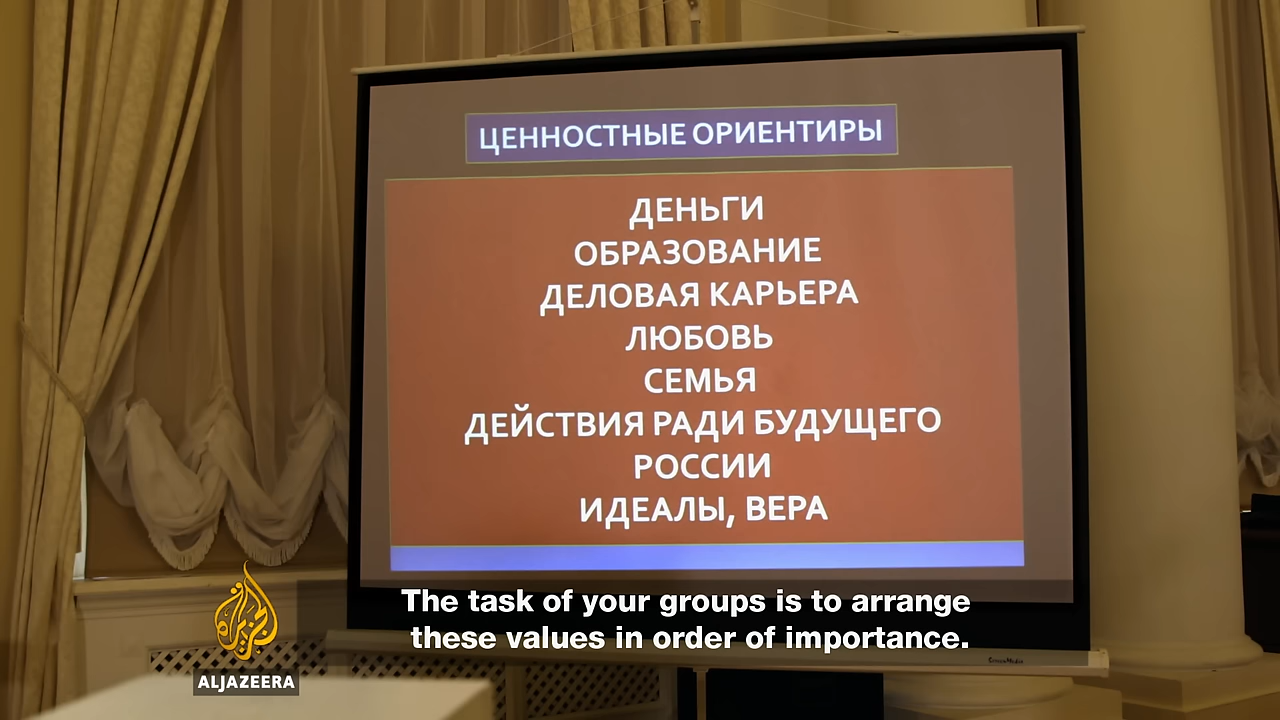 ЦЕННОСТНЫЕ ОРИЕНТИРЫ
ДЕНЬГИ
ОБРАЗОВАНИЕ
ДЕЛОВАЯ КАРЬЕРА
ЛЮБОВЬ
СЕМЬЯ
ДЕЙСТВИЯ РАДИ БУДУЩЕГО
РОССИИ
ИДЕАЛЫ, ВЕРА
The task of your groups is to arrange
these values in order of importance.
الجزيرة
ALJAZEERA